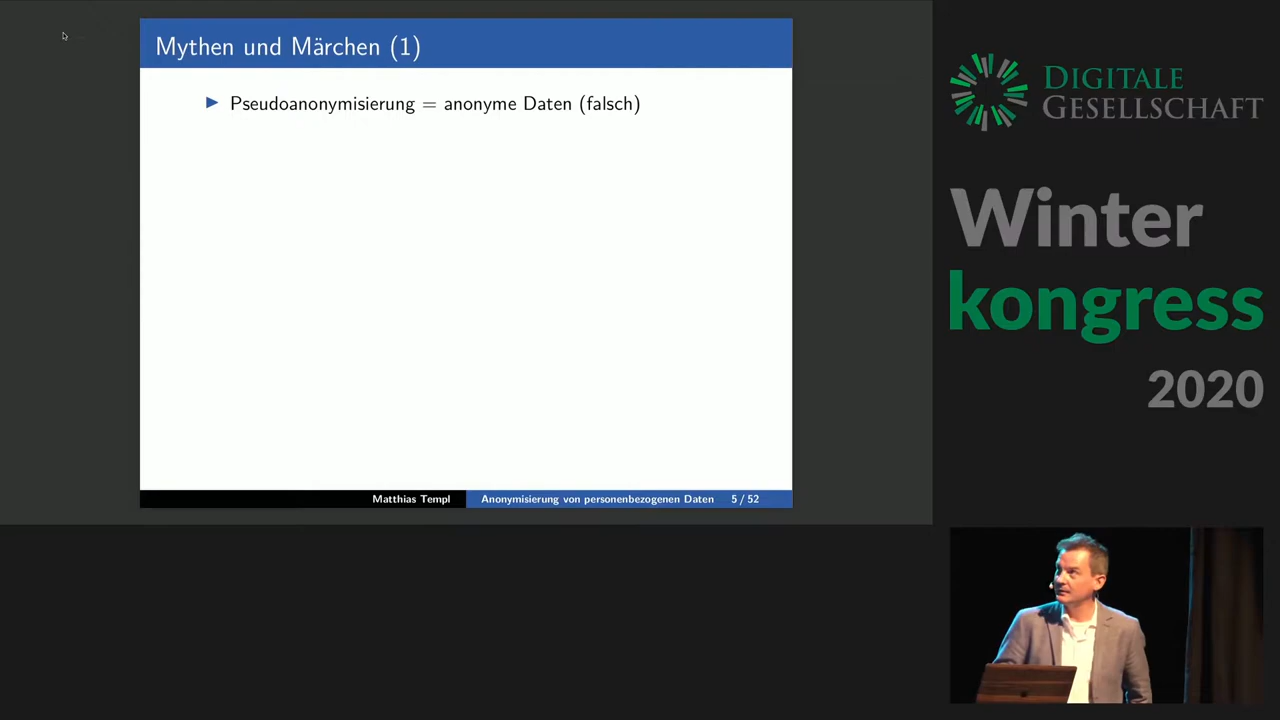 Mythen und Märchen (1)
Pseudoanonymisierung = anonyme Daten (falsch)
Matthias Templ
Anonymisierung von personenbezogenen Daten 5 / 52
DIGITALE
GESELLSCHAFT
Winter
kongress
2020